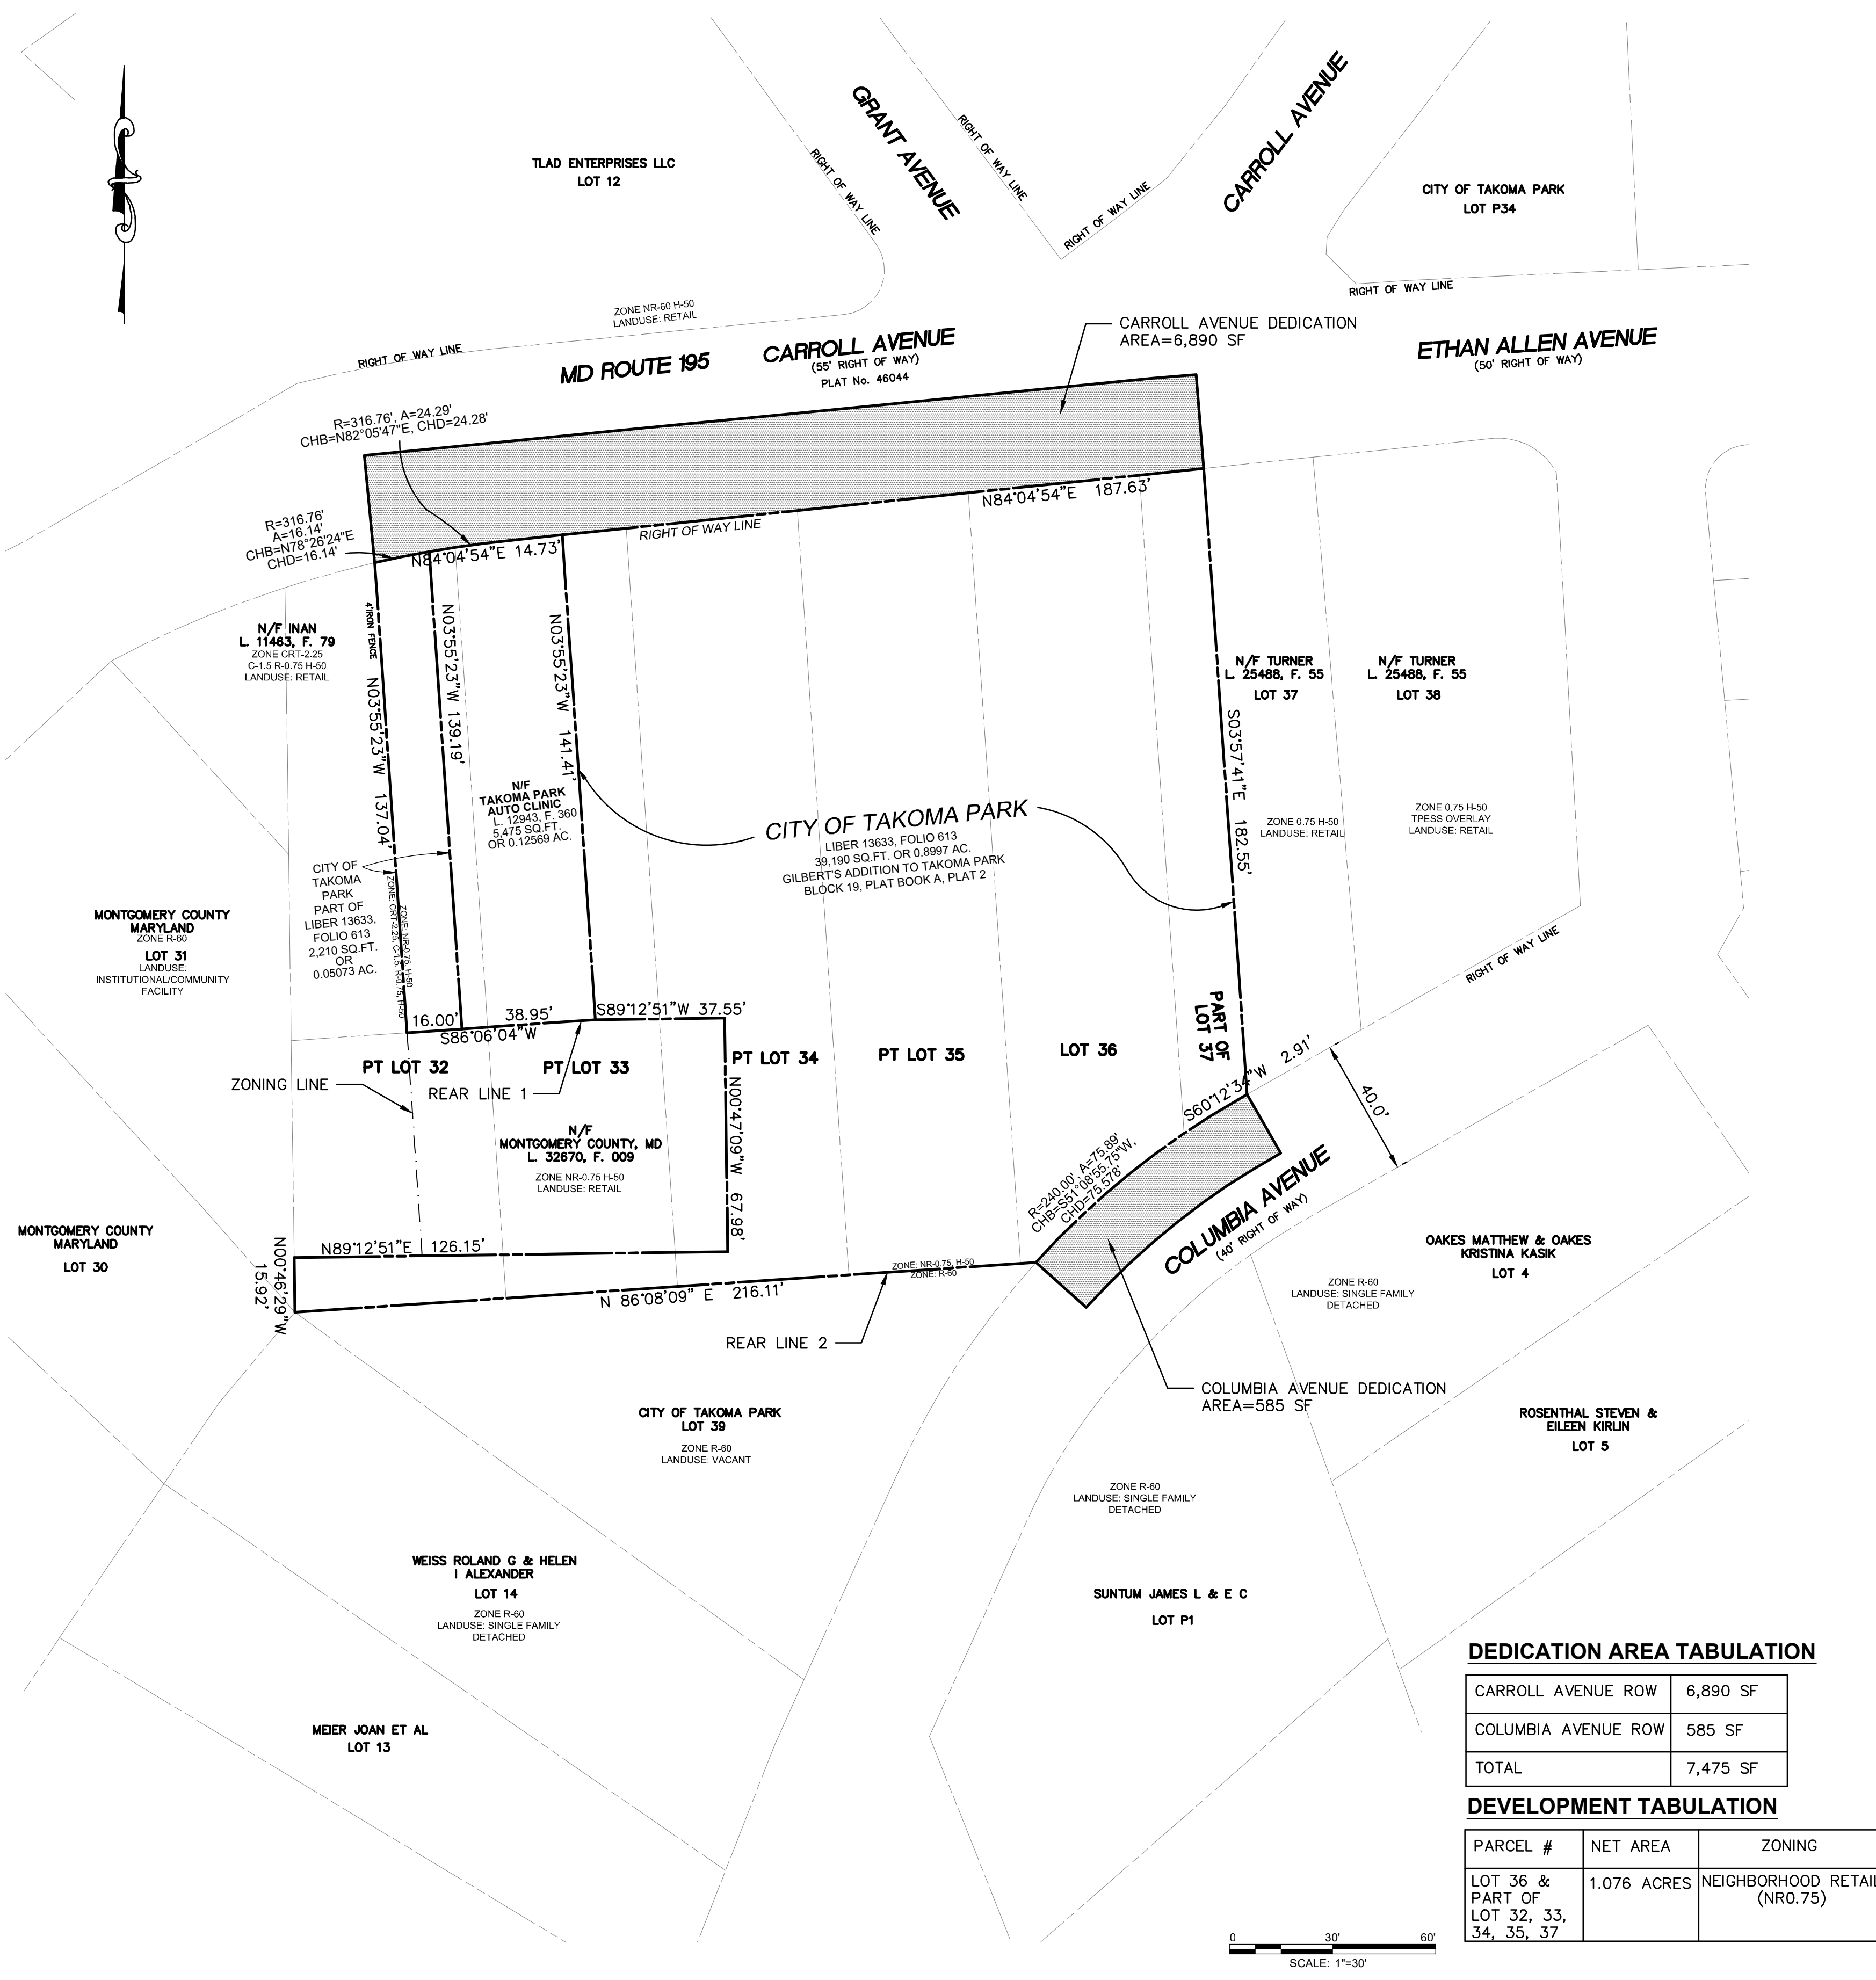 GRANT AVENUE
CARROLL AVENUE
RIGHT OF WAY LINE
RIGHT OF WAY LINE
RIGHT OF WAY LINE
TLAD ENTERPRISES LLC
LOT 12
CITY OF TAKOMA PARK
LOT P34
RIGHT OF WAY LINE
ZONE NR-60 H-50
LANDUSE: RETAIL
CARROLL AVENUE DEDICATION
AREA=6,890 SF
RIGHT OF WAY LINE
MD ROUTE 195
CARROLL AVENUE
(55' RIGHT OF WAY)
PLAT No. 46044
ETHAN ALLEN AVENUE
(50' RIGHT OF WAY)
R=316.76', A=24.29'
CHB=N82°05'47"E, CHD=24.28'
R=316.76'
A=16.14'
CHB=N78°26'24"E
CHD=16.14'
N84°04'54"E 14.73'
RIGHT OF WAY LINE
N84°04'54"E 187.63'
N/F INAN
L. 11463, F. 79
ZONE CRT-2.25
C-1.5 R-0.75 H-50
LANDUSE: RETAIL
4'IRON FENCE
N03°55'23"W 137.04'
N03°55'23"W 139.19'
N03°55'23"W 141.41'
N/F
TAKOMA PARK
AUTO CLINIC
L. 12943, F. 360
5,475 SQ.FT.
OR 0.12569 AC.
CITY OF TAKOMA PARK
LIBER 13633, FOLIO 613
39,190 SQ.FT. OR 0.8997 AC.
GILBERT'S ADDITION TO TAKOMA PARK
BLOCK 19, PLAT BOOK A, PLAT 2
S03°57'41"E 182.55'
N/F TURNER
L. 25488, F. 55
LOT 37
N/F TURNER
L. 25488, F. 55
LOT 38
ZONE 0.75 H-50
LANDUSE: RETAIL
ZONE 0.75 H-50
TPESS OVERLAY
LANDUSE: RETAIL
CITY OF
TAKOMA
PARK
PART OF
LIBER 13633,
FOLIO 613
2,210 SQ.FT.
OR
0.05073 AC.
ZONE: NR-0.75, H-50
ZONE: CRT-2.25, C-1.5, R-0.75, H-50
MONTGOMERY COUNTY
MARYLAND
ZONE R-60
LOT 31
LANDUSE:
INSTITUTIONAL/COMMUNITY
FACILITY
RIGHT OF WAY LINE
16.00'
38.95'
S86°06'04"W
S89°12'51"W 37.55'
PT LOT 32
PT LOT 33
PT LOT 34
PT LOT 35
LOT 36
PART OF
LOT 37
ZONING LINE
REAR LINE 1
N00°47'09"W 67.98'
S60°12'34"W 2.91'
40.0'
N/F
MONTGOMERY COUNTY, MD
L. 32670, F. 009
ZONE NR-0.75 H-50
LANDUSE: RETAIL
R=240.00', A=75.89'
CHB=S51°08'55.75"W,
CHD=75.578'
COLUMBIA AVENUE
(40' RIGHT OF WAY)
MONTGOMERY COUNTY
MARYLAND
LOT 30
N00°46'29"W
15.92'
N89°12'51"E 126.15'
ZONE: NR-0.75, H-50
ZONE: R-60
N 86°08'09" E 216.11'
REAR LINE 2
OAKES MATTHEW & OAKES
KRISTINA KASIK
LOT 4
ZONE R-60
LANDUSE: SINGLE FAMILY
DETACHED
COLUMBIA AVENUE DEDICATION
AREA=585 SF
CITY OF TAKOMA PARK
LOT 39
ZONE R-60
LANDUSE: VACANT
ROSENTHAL STEVEN &
EILEEN KIRLIN
LOT 5
ZONE R-60
LANDUSE: SINGLE FAMILY
DETACHED
WEISS ROLAND G & HELEN
I ALEXANDER
LOT 14
ZONE R-60
LANDUSE: SINGLE FAMILY
DETACHED
SUNTUM JAMES L & E C
LOT P1
MEIER JOAN ET AL
LOT 13
DEDICATION AREA TABULATION
CARROLL AVENUE ROW 6,890 SF
COLUMBIA AVENUE ROW 585 SF
TOTAL 7,475 SF
DEVELOPMENT TABULATION
PARCEL # NET AREA ZONING
LOT 36 & 1.076 ACRES NEIGHBORHOOD RETAIL
PART OF (NR0.75)
LOT 32, 33,
34, 35, 37
0 30' 60'
SCALE: 1"=30'